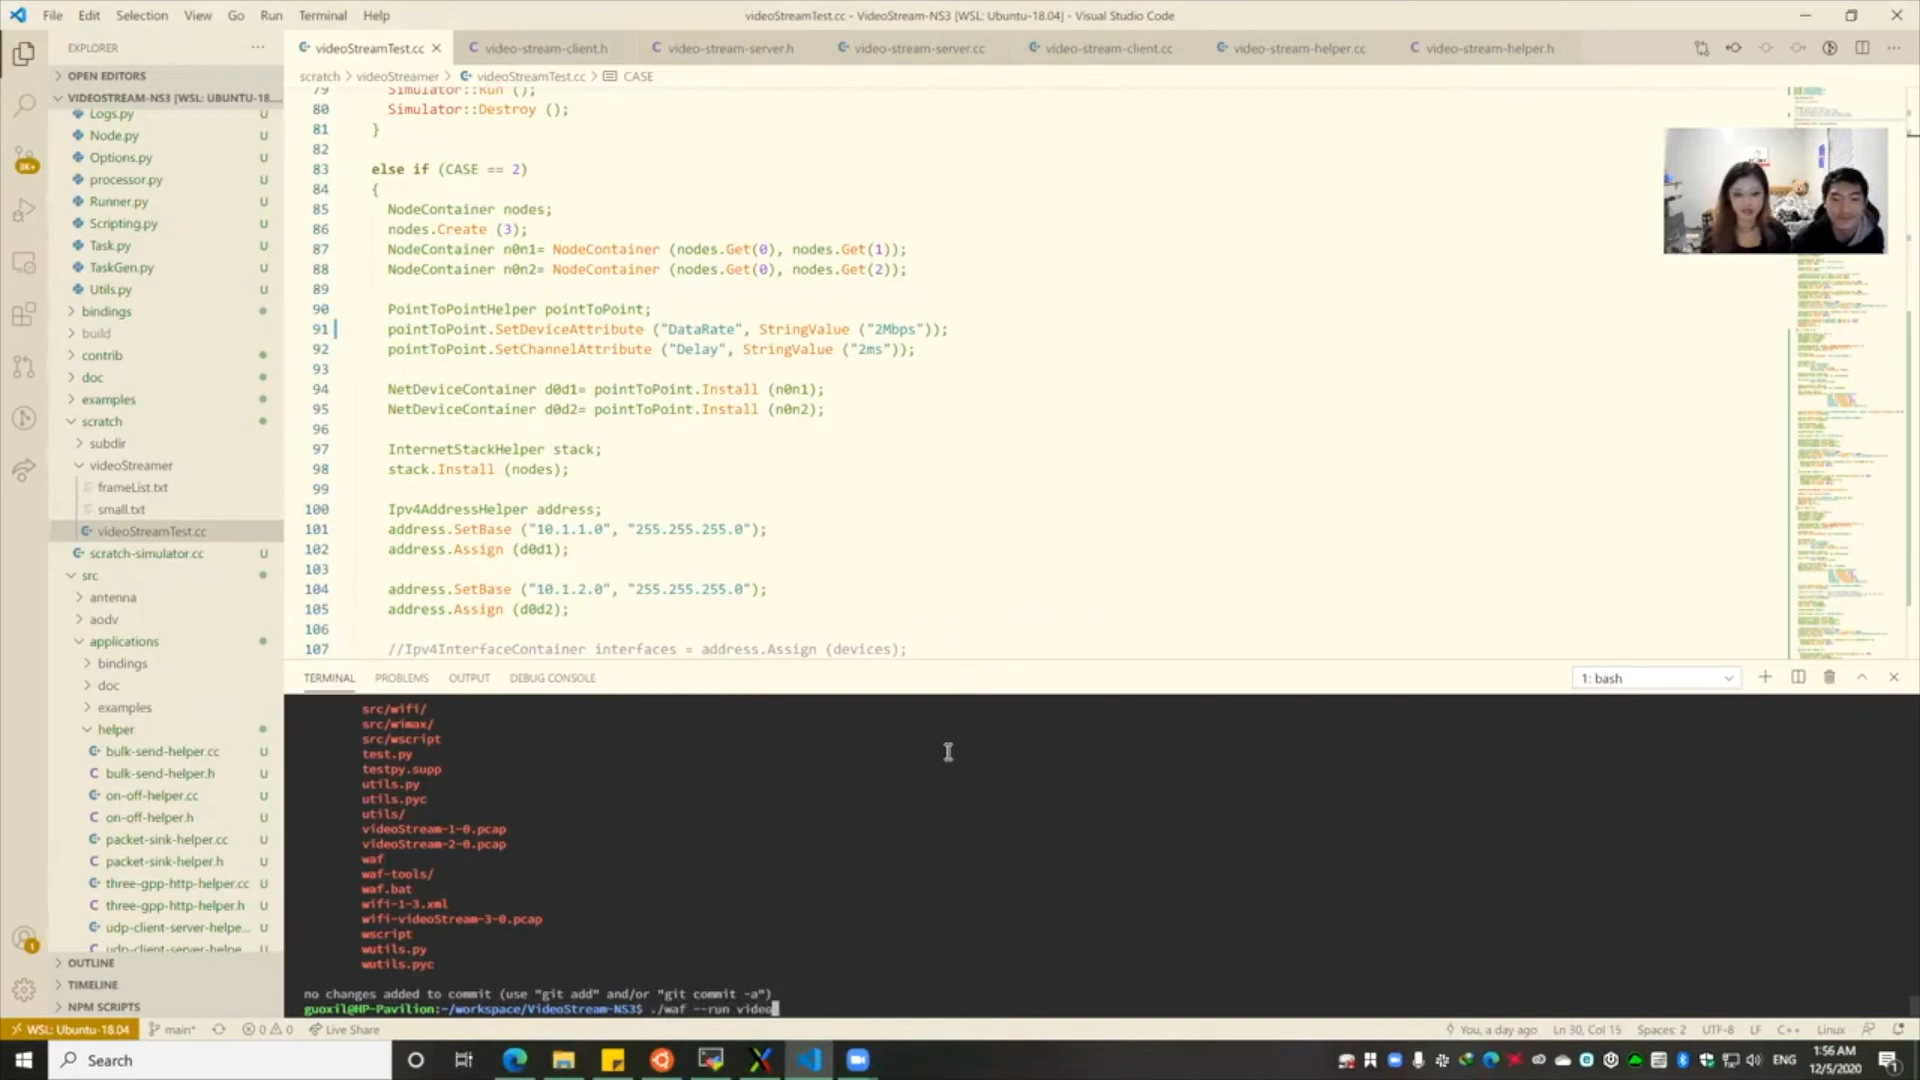 File Edit Selection View Go Run Terminal Help
videoStreamTest.cc - VideoStream-NS3 [WSL: Ubuntu-18.04] - Visual Studio Code
EXPLORER
OPEN EDITORS
VIDEOSTREAM-NS3 [WSL: UBUNTU-18....
Logs.py U
Node.py U
Options.py U
processor.py U
Runner.py U
Scripting.py U
Task.py U
TaskGen.py U
Utils.py U
bindings
build
contrib
doc
examples
scratch
subdir
videoStreamer
frameList.txt
small.txt
videoStreamTest.cc
scratch-simulator.cc U
src
antenna
aodv
applications
bindings
doc
examples
helper
bulk-send-helper.cc U
bulk-send-helper.h U
on-off-helper.cc U
on-off-helper.h U
packet-sink-helper.cc U
packet-sink-helper.h U
three-gpp-http-helper.cc U
three-gpp-http-helper.h U
udp-client-server-helpe... U
udp-client-server-helpe U
OUTLINE
TIMELINE
NPM SCRIPTS
9K+
1
videoStreamTest.cc video-stream-client.h video-stream-server.h video-stream-server.cc video-stream-client.cc video-stream-helper.cc video-stream-helper.h
scratch > videoStreamer > videoStreamTest.cc > CASE
79 Simulator::Run ();
80 Simulator::Destroy ();
81 }
82
83 else if (CASE == 2)
84 {
85 NodeContainer nodes;
86 nodes.Create (3);
87 NodeContainer n0n1= NodeContainer (nodes.Get(0), nodes.Get(1));
88 NodeContainer n0n2= NodeContainer (nodes.Get(0), nodes.Get(2));
89
90 PointToPointHelper pointToPoint;
91 pointToPoint.SetDeviceAttribute ("DataRate", StringValue ("2Mbps"));
92 pointToPoint.SetChannelAttribute ("Delay", StringValue ("2ms"));
93
94 NetDeviceContainer d0d1= pointToPoint.Install (n0n1);
95 NetDeviceContainer d0d2= pointToPoint.Install (n0n2);
96
97 InternetStackHelper stack;
98 stack.Install (nodes);
99
100 Ipv4AddressHelper address;
101 address.SetBase ("10.1.1.0", "255.255.255.0");
102 address.Assign (d0d1);
103
104 address.SetBase ("10.1.2.0", "255.255.255.0");
105 address.Assign (d0d2);
106
107 //Ipv4InterfaceContainer interfaces = address.Assign (devices);
TERMINAL PROBLEMS OUTPUT DEBUG CONSOLE 1: bash
src/wifi/
src/wimax/
src/wscript
test.py
testpy.supp
utils.py
utils.pyc
utils/
videoStream-1-0.pcap
videoStream-2-0.pcap
waf
waf-tools/
waf.bat
wifi-1-3.xml
wifi-videoStream-3-0.pcap
wscript
wutils.py
wutils.pyc
no changes added to commit (use "git add" and/or "git commit -a")
guoxil@HP-Pavilion:~/workspace/VideoStream-NS3$ ./waf --run video
WSL: Ubuntu-18.04 main* 0 0 Live Share You, a day ago Ln 30, Col 15 Spaces: 2 UTF-8 LF C++ Linux
Search ENG 1:56 AM
12/5/2020
1